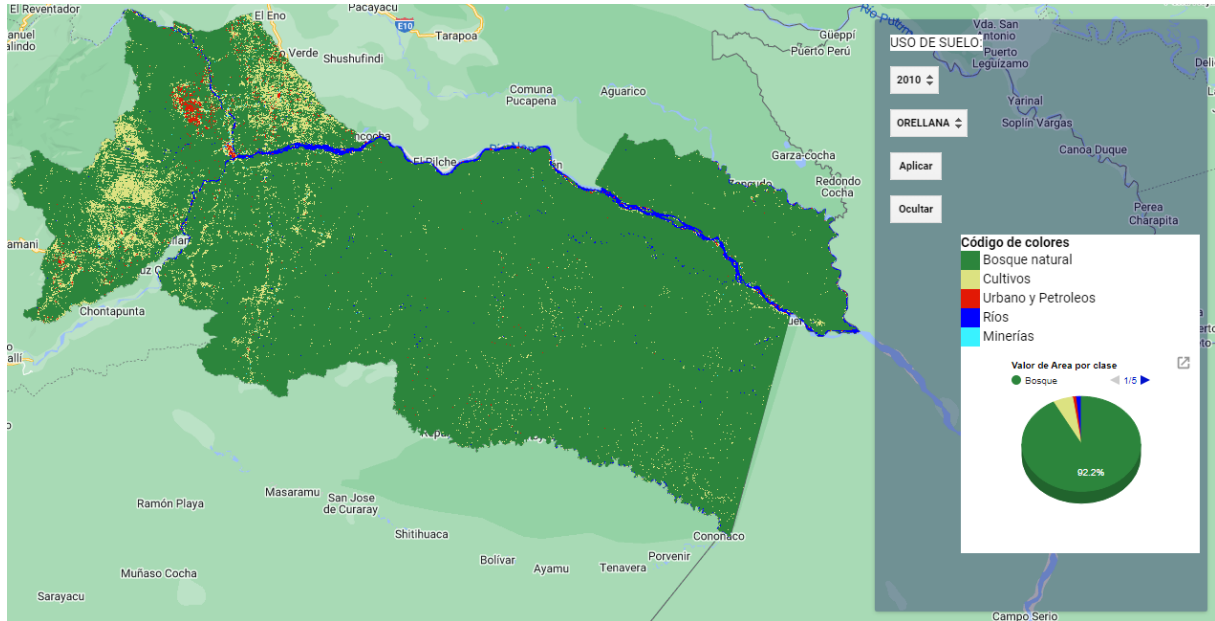 El Reventador
El Eno
Pacayacu
E10
Tarapoa
Shushufindi
Comuna
Pucapena
Aguarico
Güeppí
Puerto Perú
Vda. San
Antonio
Puerto
Leguízamo
Yarinal
Soplín Vargas
Canoa Duque
Garza-cocha
Redondo
Cocha
Perea
Charapita
El Pilche
Chontapunta
Ramón Playa
Masaramu
San Jose
de Curaray
Shitihuaca
Cononaco
Bolívar
Ayamu
Tenavera
Porvenir
Muñaso Cocha
Sarayacu
Campo Serio
USO DE SUELO:
2010
ORELLANA
Aplicar
Ocultar
Código de colores
Bosque natural
Cultivos
Urbano y Petroleos
Ríos
Minerías
Valor de Area por clase
Bosque
1/5
92.2%